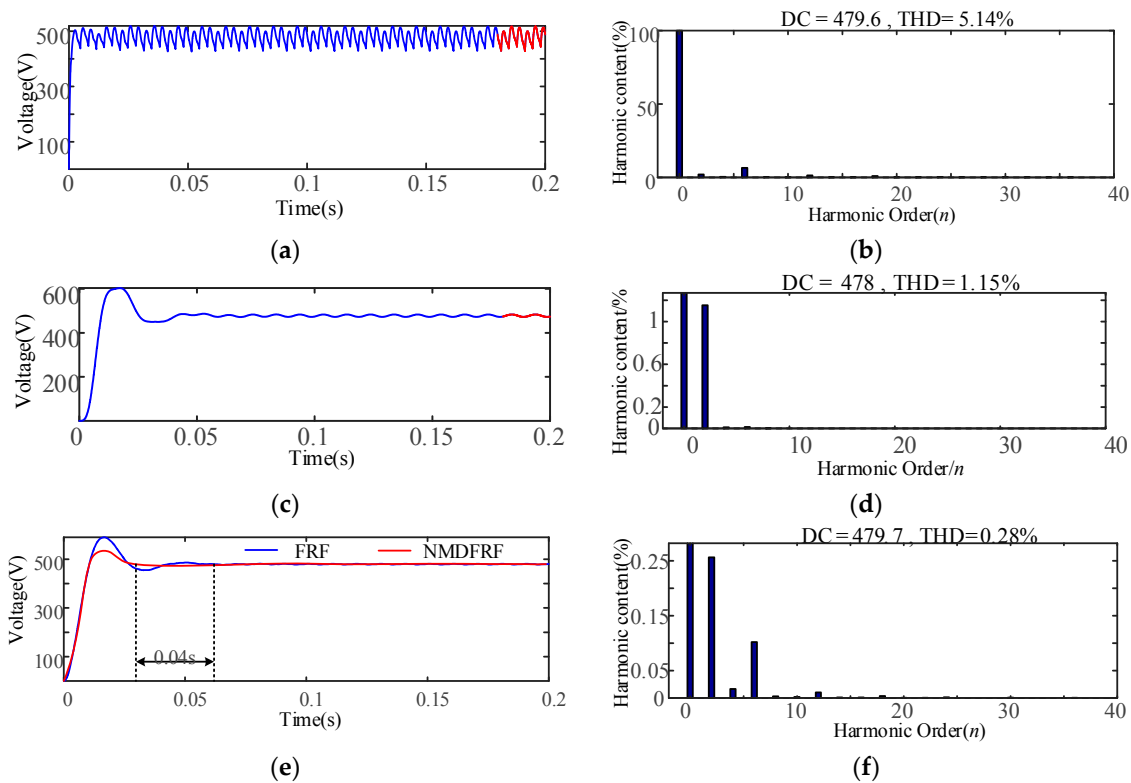 500
300
100
Voltage(V)
0
0.05
0.1
0.15
0.2
Time(s)
(a)
DC = 479.6 , THD= 5.14%
100
50
0
Harmonic content(%)
10
20
30
40
Harmonic Order(n)
(b)
600
400
200
Voltage(V)
0
0.05
0.1
0.15
0.2
Time(s)
(c)
DC = 478 , THD=1.15%
1
0.6
0.2
0
Harmonic content/%
0
10
20
30
40
Harmonic Order/n
(d)
500
300
100
Voltage(V)
FRF
NMDFRF
0.04s
0
0.05
0.1
0.15
0.2
Time(s)
(e)
DC=479.7 , THD=0.28%
0.25
0.15
0.05
0
Harmonic content(%)
0
10
20
30
40
Harmonic Order(n)
(f)